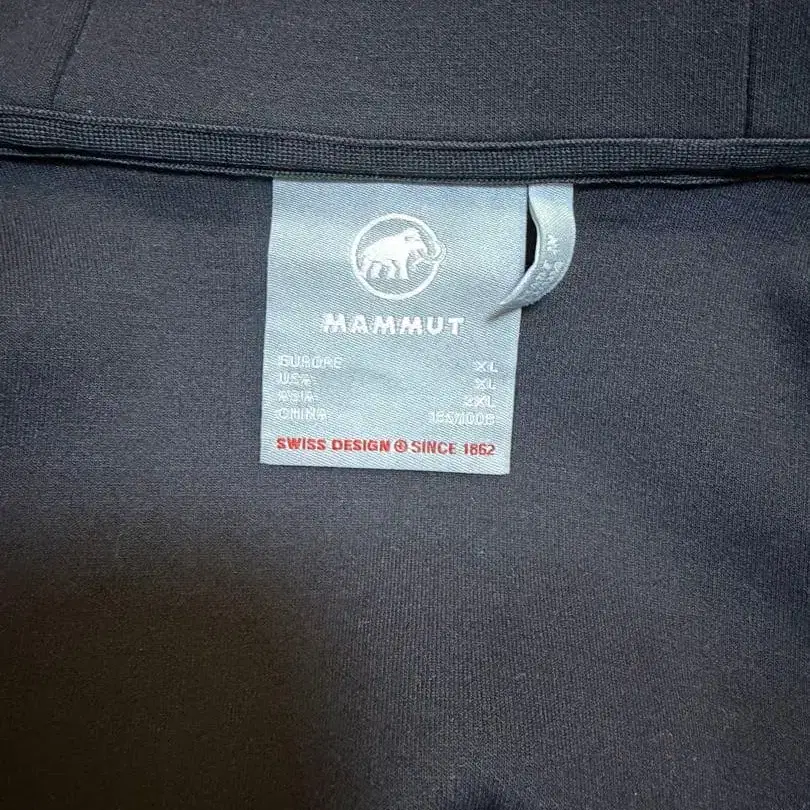 MAMMUT
EUROPE XL
USA XL
ASIA 2XL
CHINA
SWISS DESIGN SINCE 1862